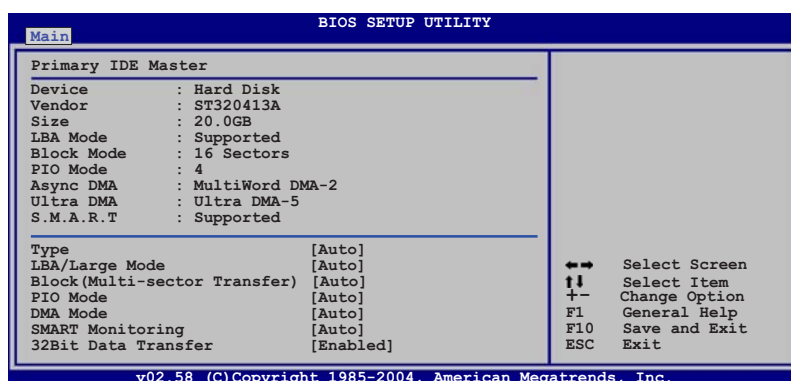 BIOS SETUP UTILITY
Main
Primary IDE Master
Device : Hard Disk
Vendor : ST320413A
Size : 20.0GB
LBA Mode : Supported
Block Mode : 16 Sectors
PIO Mode : 4
Async DMA : MultiWord DMA-2
Ultra DMA : Ultra DMA-5
S.M.A.R.T : Supported
Type [Auto]
LBA/Large Mode [Auto]
Block(Multi-sector Transfer) [Auto]
PIO Mode [Auto]
DMA Mode [Auto]
SMART Monitoring [Auto]
32Bit Data Transfer [Enabled]
←→ Select Screen
↑↓ Select Item
+- Change Option
F1 General Help
F10 Save and Exit
ESC Exit
v02.58 (C)Copyright 1985-2004, American Megatrends, Inc.